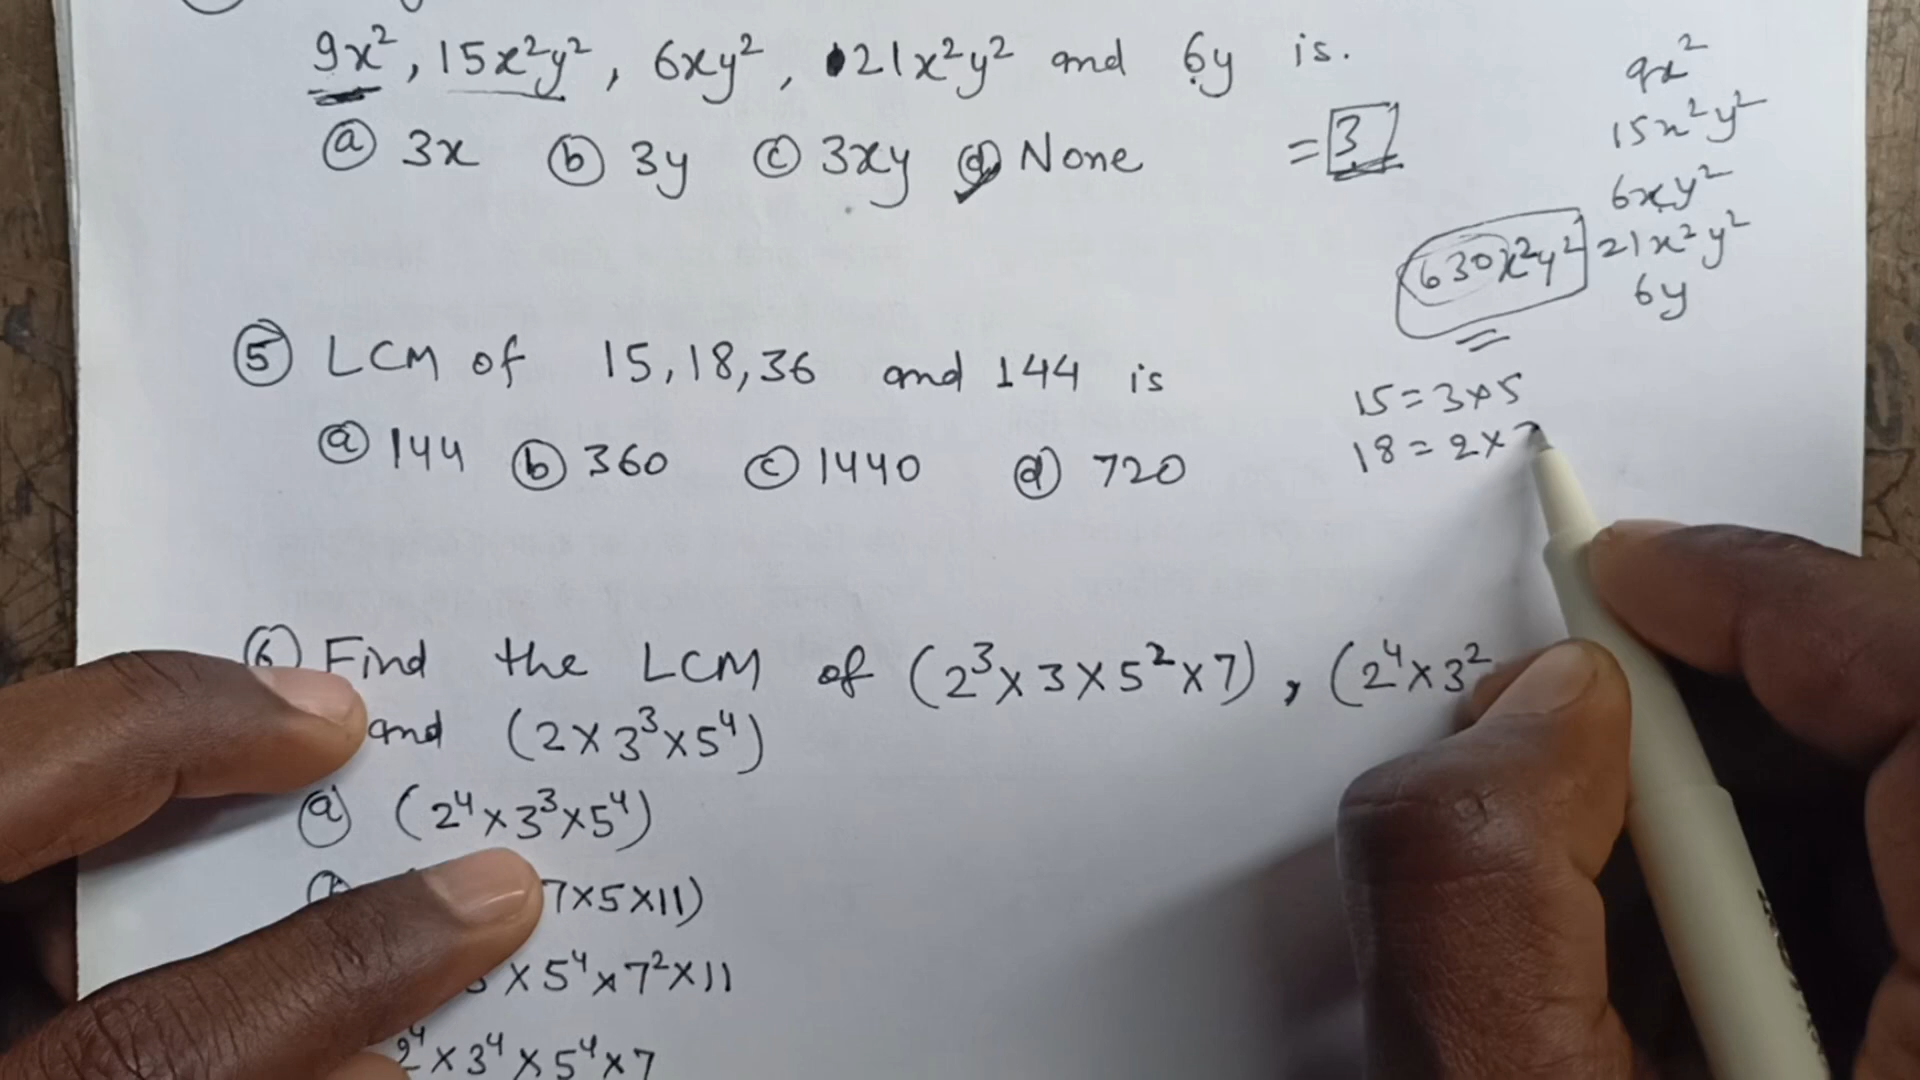 9x², 15x²y², 6xy², 21x²y² and 6y is.
ⓐ 3x ⓑ 3y ⓒ 3xy ⓓ None
= 3
9x²
15x²y²
6xy²
21x²y²
6y
630x²y²
⑤ LCM of 15, 18, 36 and 144 is
ⓐ 144 ⓑ 360 ⓒ 1440 ⓓ 720
15 = 3 × 5
18 = 2 ×
⑥ Find the LCM of (2³ × 3 × 5² × 7), (2⁴ × 3²
and (2 × 3³ × 5⁴)
ⓐ (2⁴ × 3³ × 5⁴)
7 × 5 × 11)
× 5⁴ × 7² × 11
2⁴ × 3⁴ × 5⁴ × 7